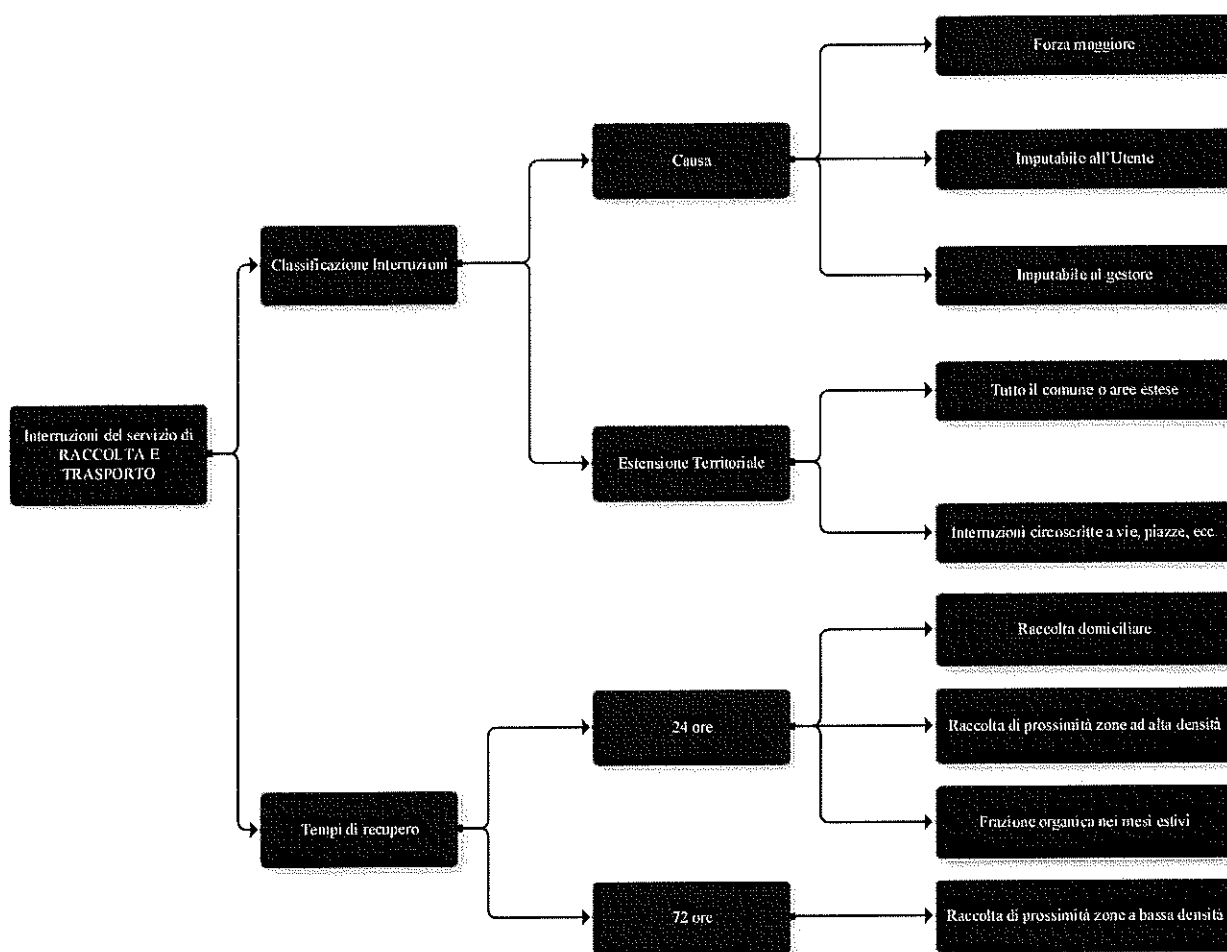 Forza maggiore
Causa
Imputabile all'Utente
Classificazione Interruzioni
Imputabile al gestore
Tutto il comune o aree estese
Interruzioni del servizio di
RACCOLTA E
TRASPORTO
Estensione Territoriale
Interruzioni circoscritte a vie, piazze, ecc.
Raccolta domiciliare
24 ore
Raccolta di prossimità zone ad alta densità
Tempi di recupero
Frazione organica nei mesi estivi
72 ore
Raccolta di prossimità zone a bassa densità